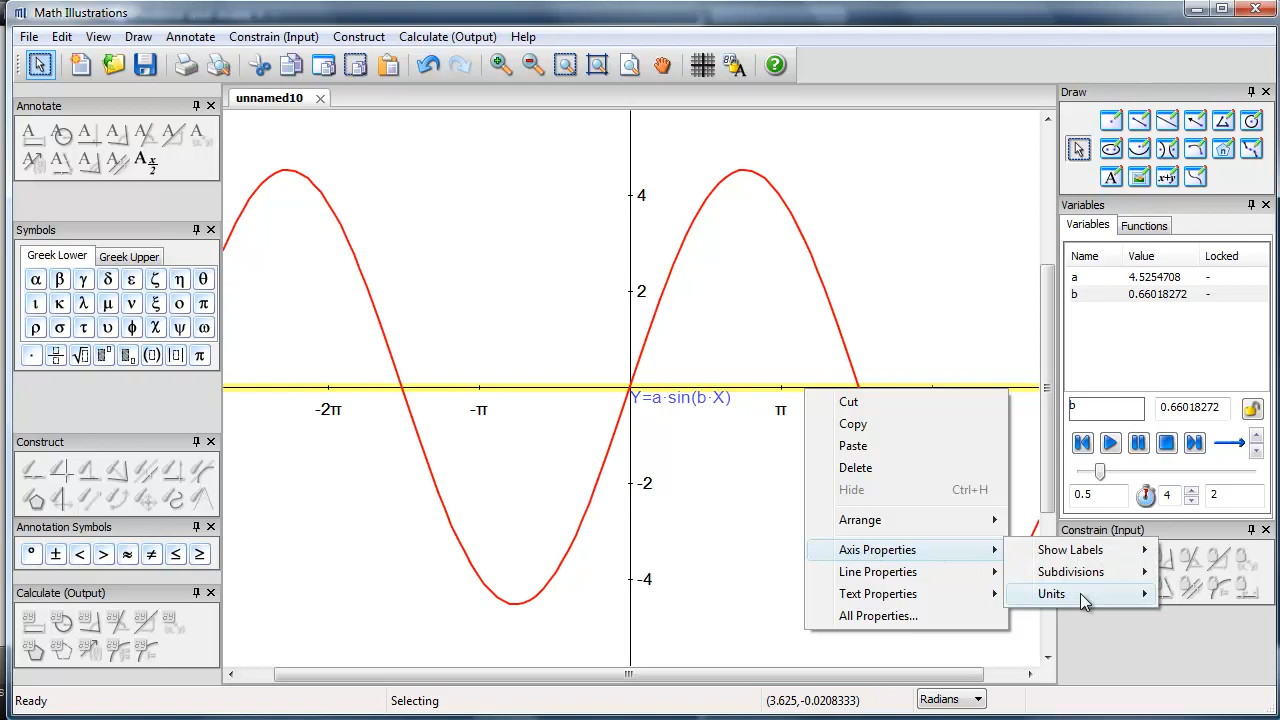 Math Illustrations
File Edit View Draw Annotate Constrain (Input) Construct Calculate (Output) Help
Annotate
unnamed10
Draw
Symbols
Greek Lower Greek Upper
α β γ δ ε ζ η θ
ι κ λ μ ν ξ ο π
ρ σ τ υ φ χ ψ ω
π
Construct
Annotation Symbols
° ± < > ≈ ≠ ≤ ≥
Calculate (Output)
4
2
-2π -π π
-2
-4
Y=a·sin(b·X)
Cut
Copy
Paste
Delete
Hide Ctrl+H
Arrange
Axis Properties
Line Properties
Text Properties
All Properties...
Show Labels
Subdivisions
Units
Variables
Variables Functions
Name Value Locked
a 4.5254708 -
b 0.66018272 -
b 0.66018272
0.5 4 2
Constrain (Input)
Ready Selecting (3.625,-0.0208333) Radians